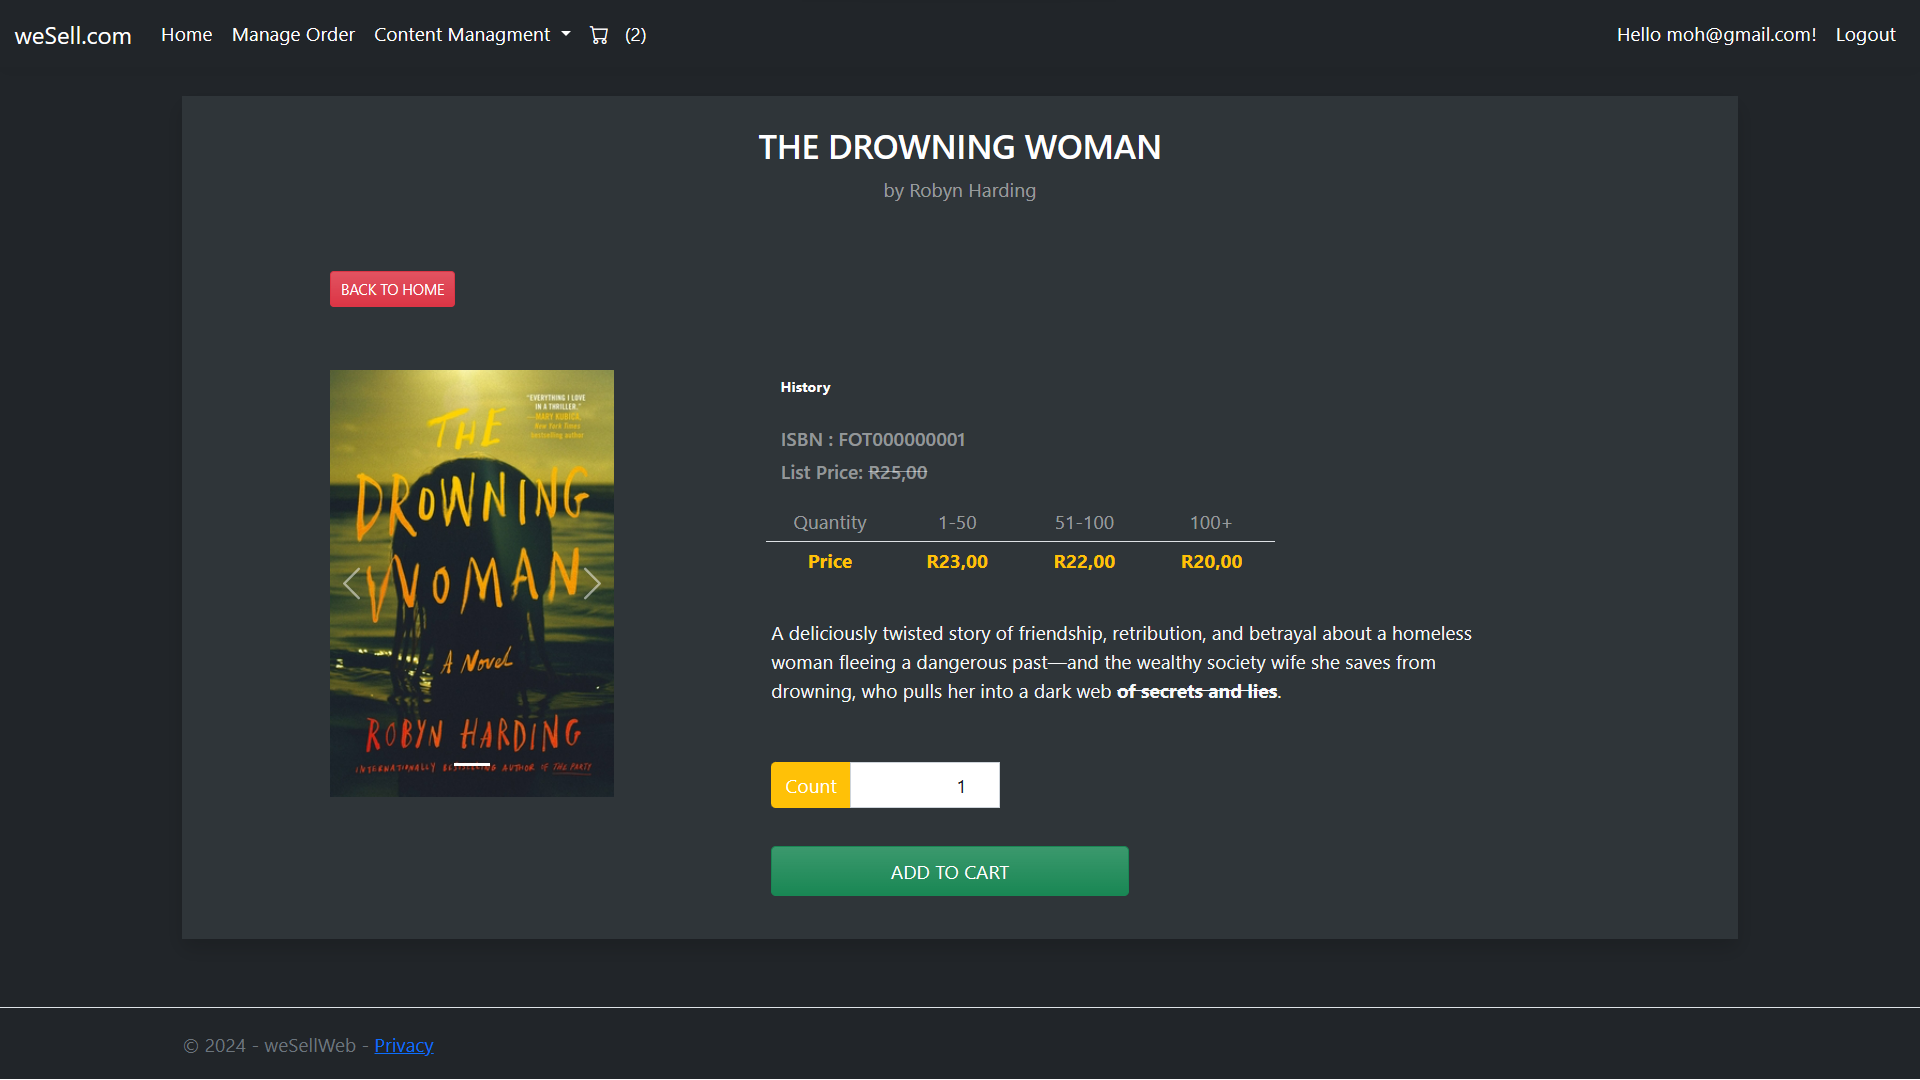 weSell.com Home Manage Order Content Managment (2) Hello moh@gmail.com! Logout
THE DROWNING WOMAN
by Robyn Harding
BACK TO HOME
"EVERYTHING I LOVE
IN A THRILLER."
—MARY KUBICA,
New York Times
bestselling author
THE
DROWNING
WOMAN
A Novel
ROBYN HARDING
INTERNATIONALLY BESTSELLING AUTHOR OF THE PARTY
History
ISBN : FOT000000001
List Price: R25,00
Quantity 1-50 51-100 100+
Price R23,00 R22,00 R20,00
A deliciously twisted story of friendship, retribution, and betrayal about a homeless
woman fleeing a dangerous past—and the wealthy society wife she saves from
drowning, who pulls her into a dark web of secrets and lies.
Count 1
ADD TO CART
© 2024 - weSellWeb - Privacy